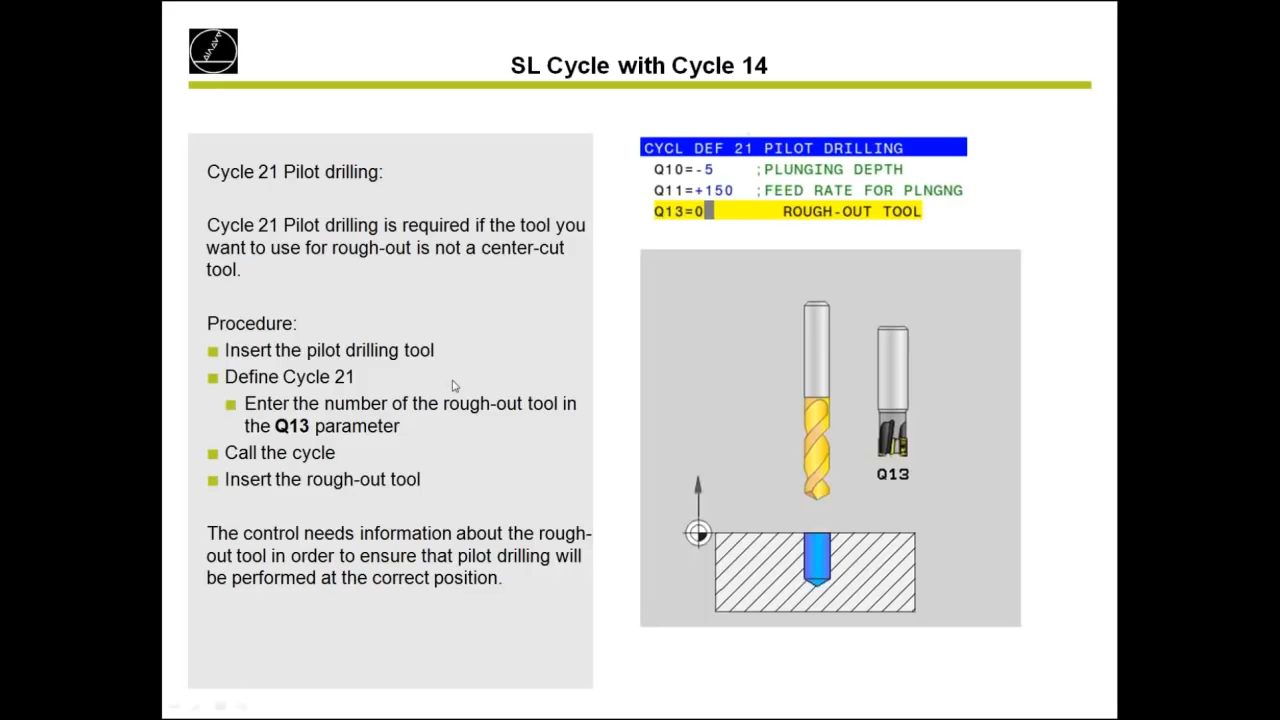 SL Cycle with Cycle 14
Cycle 21 Pilot drilling:
Cycle 21 Pilot drilling is required if the tool you
want to use for rough-out is not a center-cut
tool.
Procedure:
Insert the pilot drilling tool
Define Cycle 21
Enter the number of the rough-out tool in
the Q13 parameter
Call the cycle
Insert the rough-out tool
The control needs information about the rough-
out tool in order to ensure that pilot drilling will
be performed at the correct position.
CYCL DEF 21 PILOT DRILLING
Q10=-5 ;PLUNGING DEPTH
Q11=+150 ;FEED RATE FOR PLNGNG
Q13=0 ROUGH-OUT TOOL
Q13